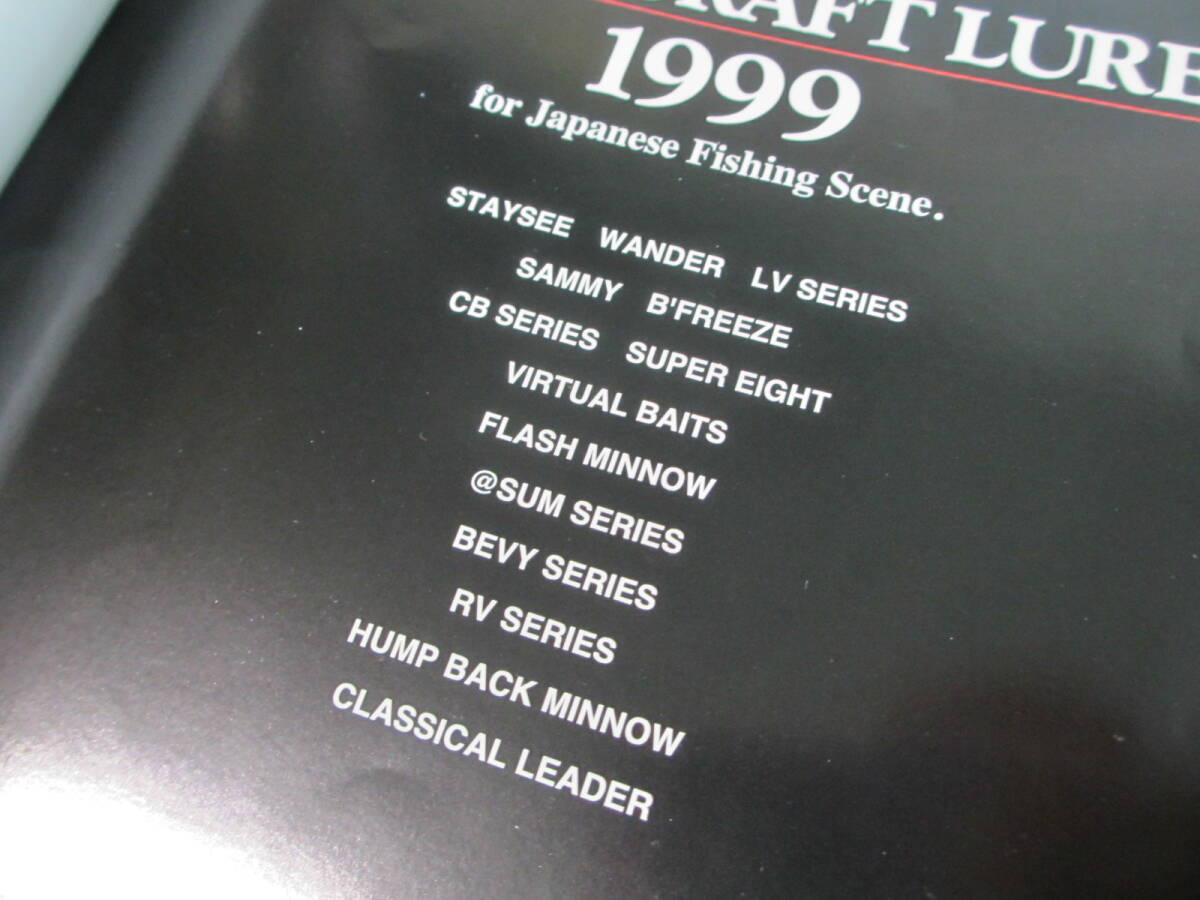 CRAFT LURE
1999
for Japanese Fishing Scene.
STAYSEE WANDER LV SERIES
SAMMY B'FREEZE
CB SERIES SUPER EIGHT
VIRTUAL BAITS
FLASH MINNOW
@SUM SERIES
BEVY SERIES
RV SERIES
HUMP BACK MINNOW
CLASSICAL LEADER